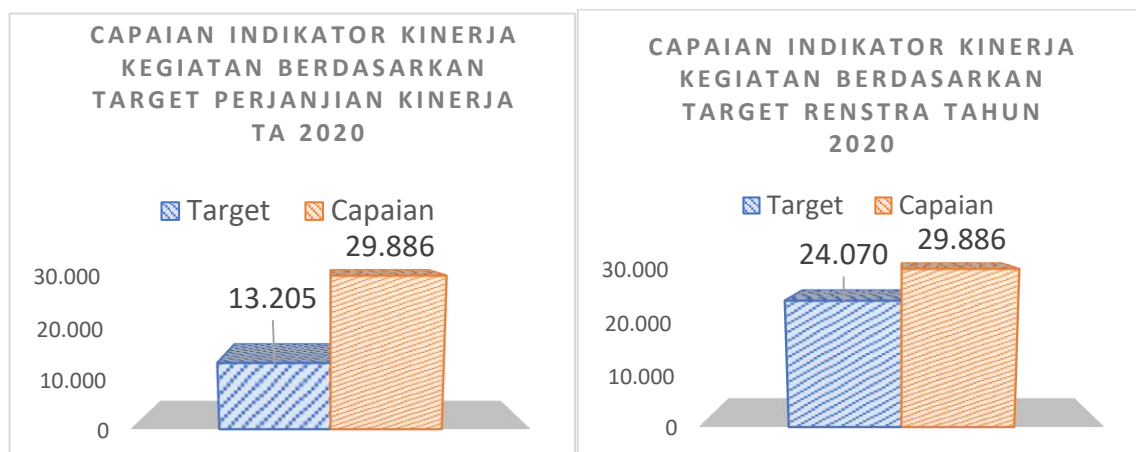 CAPAIAN INDIKATOR KINERJA
KEGIATAN BERDASARKAN
TARGET PERJANJIAN KINERJA
TA 2020
Target Capaian
29.886
13.205
30.000
20.000
10.000
0
CAPAIAN INDIKATOR KINERJA
KEGIATAN BERDASARKAN
TARGET RENSTRA TAHUN
2020
Target Capaian
24.070 29.886
30.000
20.000
10.000
0